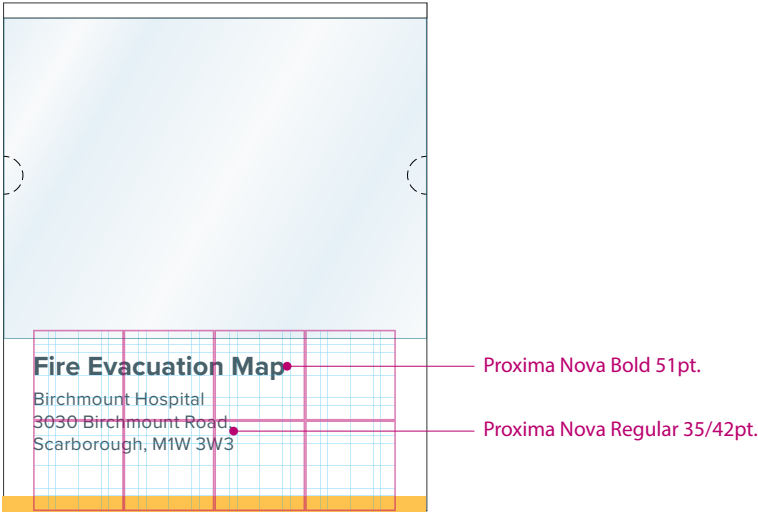 Fire Evacuation Map
Birchmount Hospital
3030 Birchmount Road,
Scarborough, M1W 3W3
Proxima Nova Bold 51pt.
Proxima Nova Regular 35/42pt.